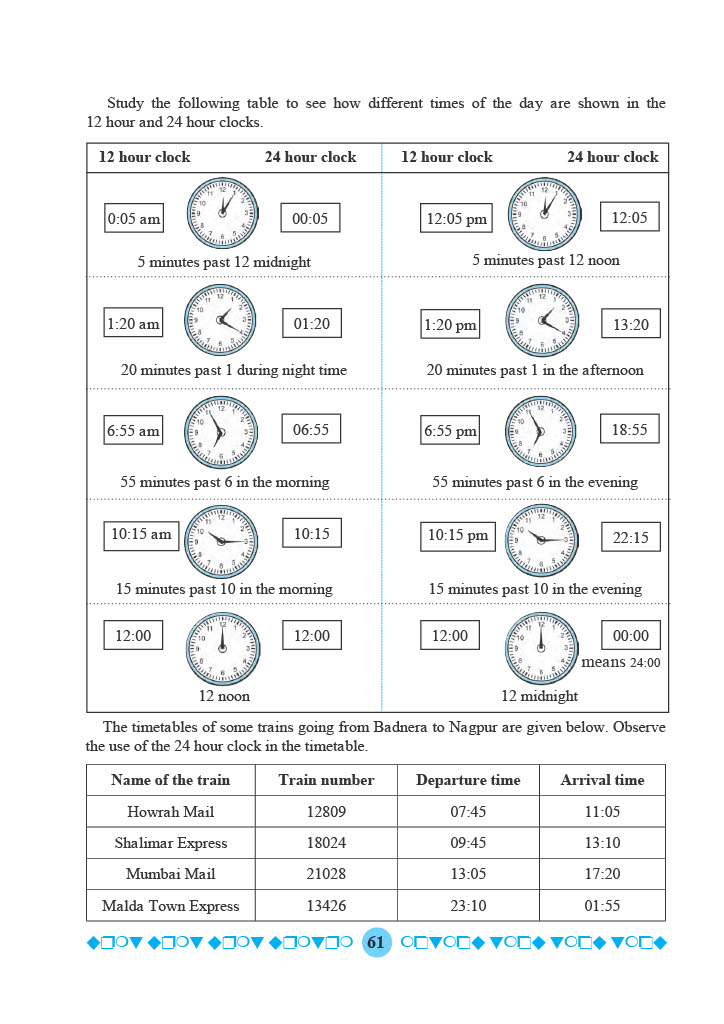 Study the following table to see how different times of the day are shown in the
12 hour and 24 hour clocks.
12 hour clock 24 hour clock 12 hour clock 24 hour clock
0:05 am 00:05 12:05 pm 12:05
5 minutes past 12 midnight 5 minutes past 12 noon
1:20 am 01:20 1:20 pm 13:20
20 minutes past 1 during night time 20 minutes past 1 in the afternoon
6:55 am 06:55 6:55 pm 18:55
55 minutes past 6 in the morning 55 minutes past 6 in the evening
10:15 am 10:15 10:15 pm 22:15
15 minutes past 10 in the morning 15 minutes past 10 in the evening
12:00 12:00 12:00 00:00
means 24:00
12 noon 12 midnight
The timetables of some trains going from Badnera to Nagpur are given below. Observe
the use of the 24 hour clock in the timetable.
Name of the train Train number Departure time Arrival time
Howrah Mail 12809 07:45 11:05
Shalimar Express 18024 09:45 13:10
Mumbai Mail 21028 13:05 17:20
Malda Town Express 13426 23:10 01:55
61